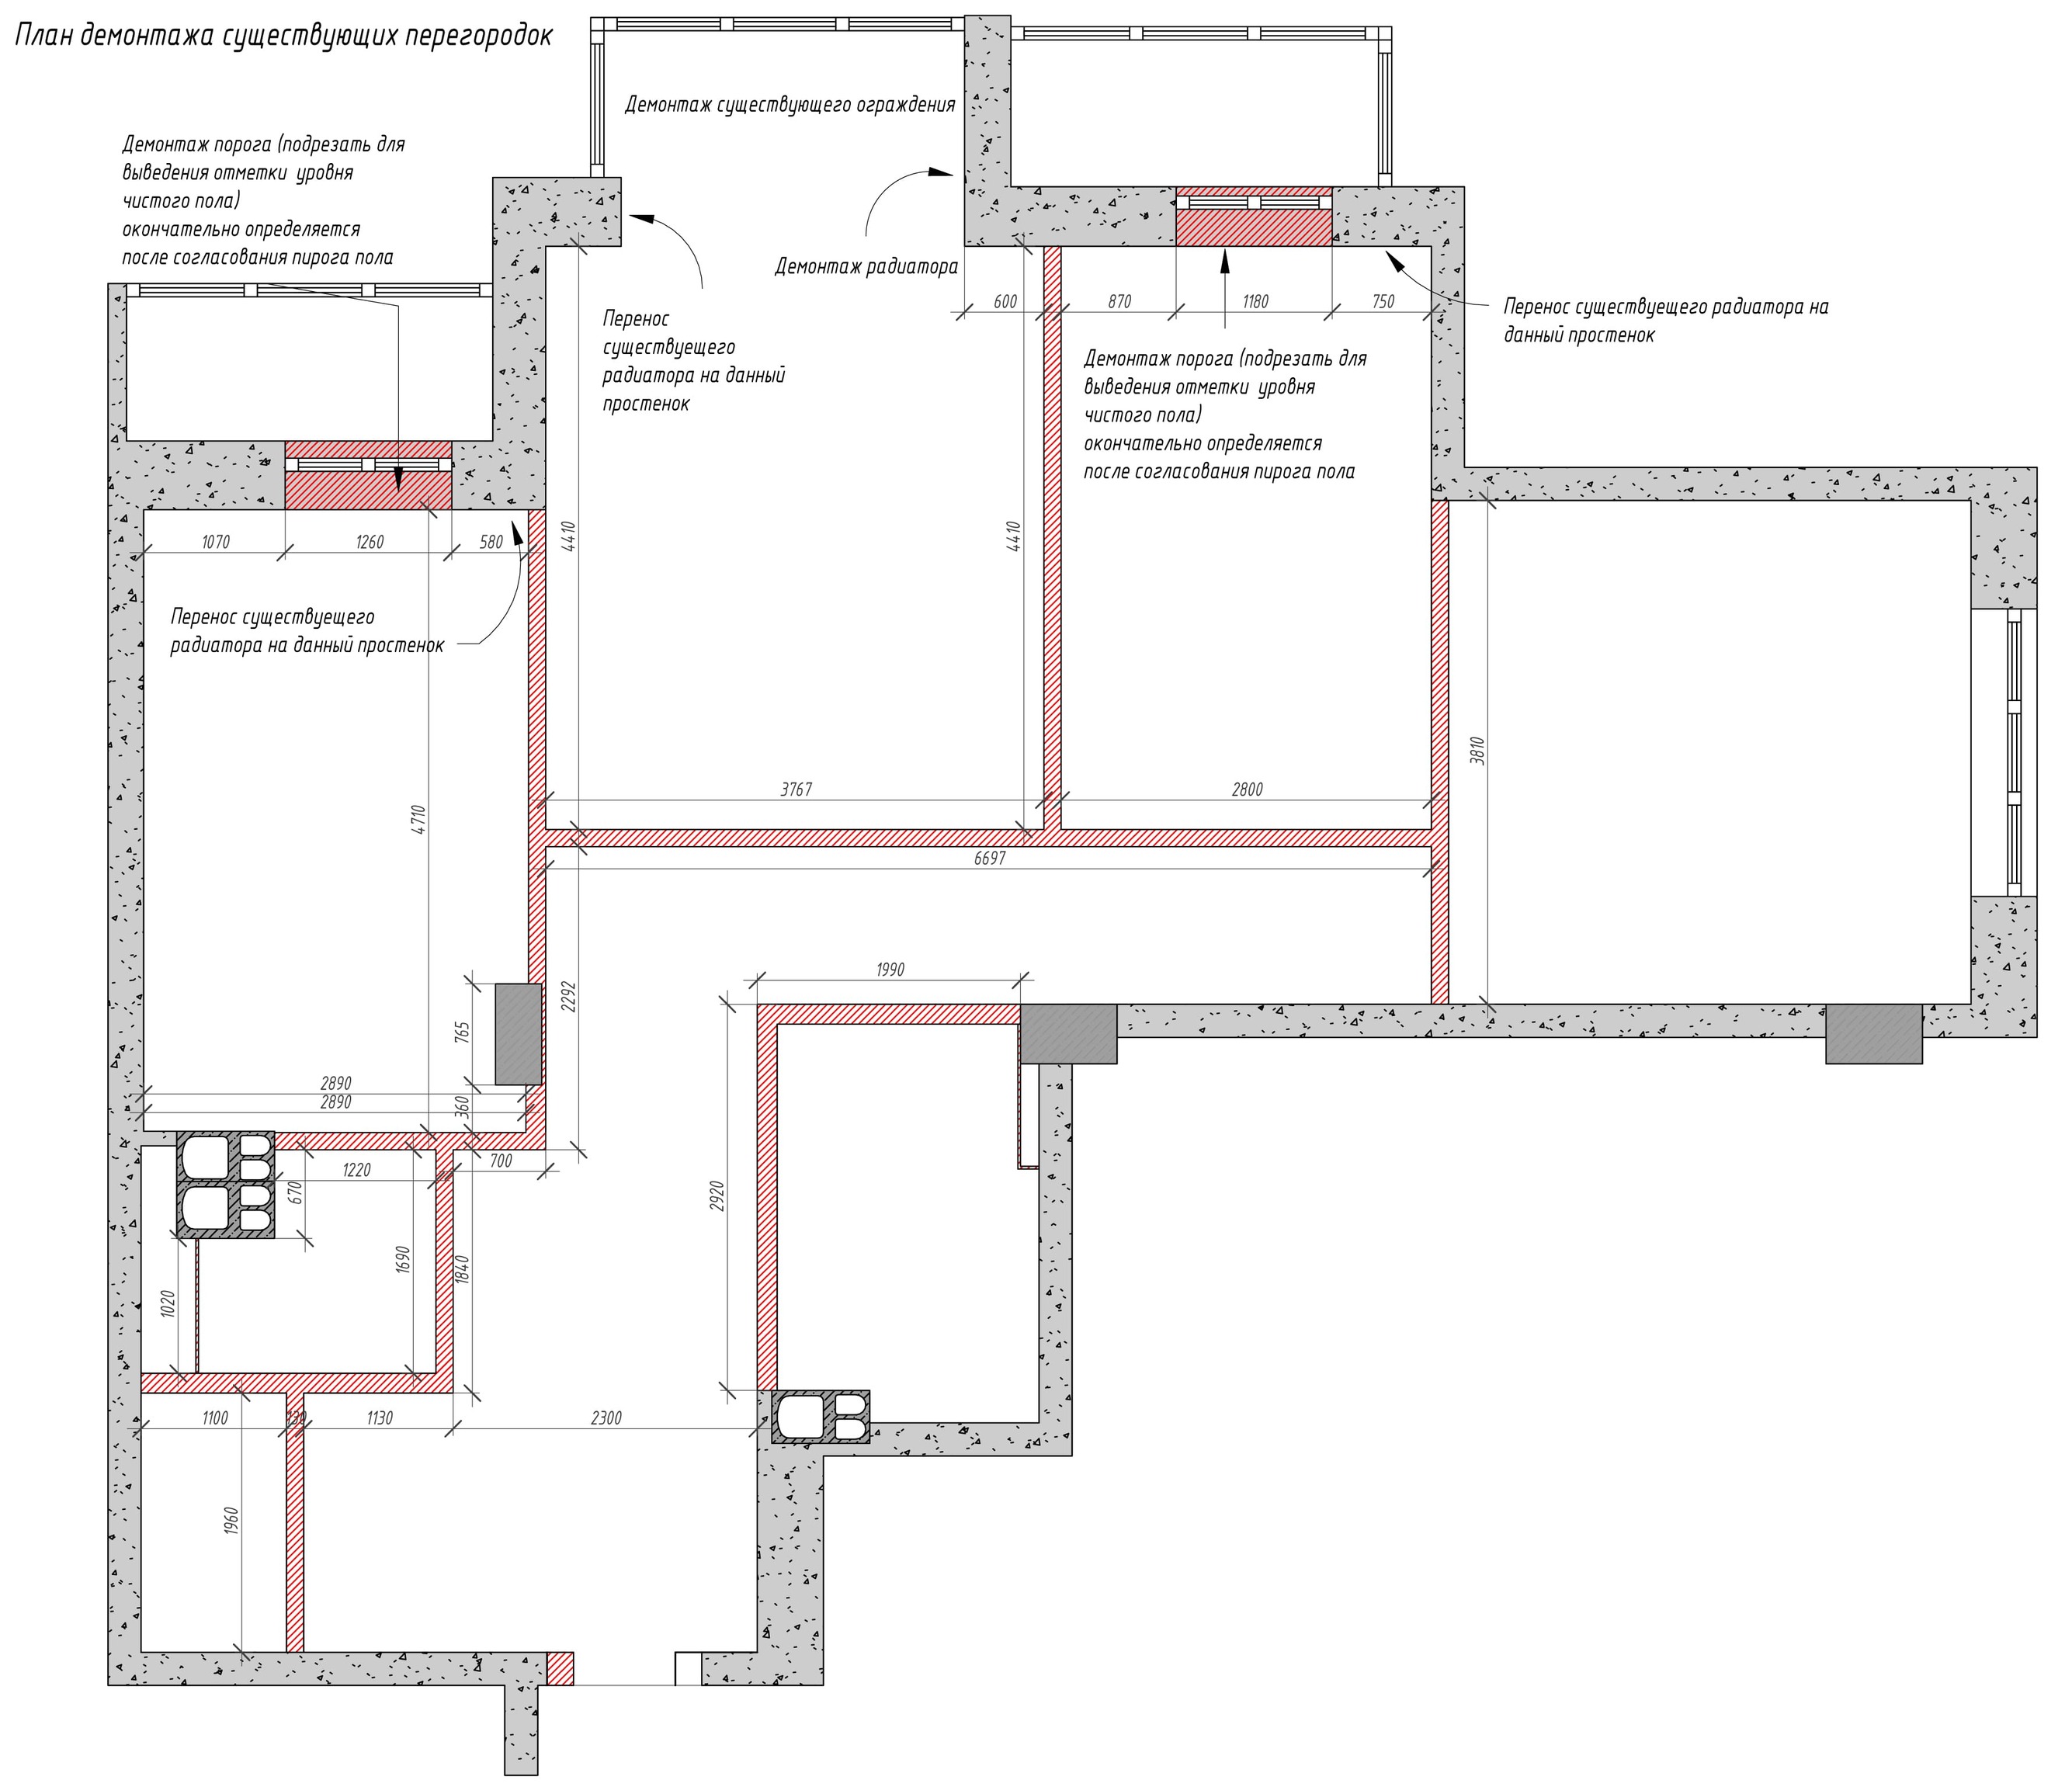 План демонтажа существующих перегородок
Демонтаж существующего ограждения
Демонтаж порога (подрезать для
выведения отметки уровня
чистого пола)
окончательно определяется
после согласования пирога пола
Демонтаж радиатора
Перенос
существуещего
радиатора на данный
простенок
600
870
1180
750
Перенос существуещего радиатора на
данный простенок
Демонтаж порога (подрезать для
выведения отметки уровня
чистого пола)
окончательно определяется
после согласования пирога пола
1070
1260
580
4410
4410
Перенос существуещего
радиатора на данный простенок
3810
4710
3767
2800
6697
2292
1990
765
2890
2890
360
700
1220
670
2920
1690
1840
1020
1100
130
1130
2300
1960